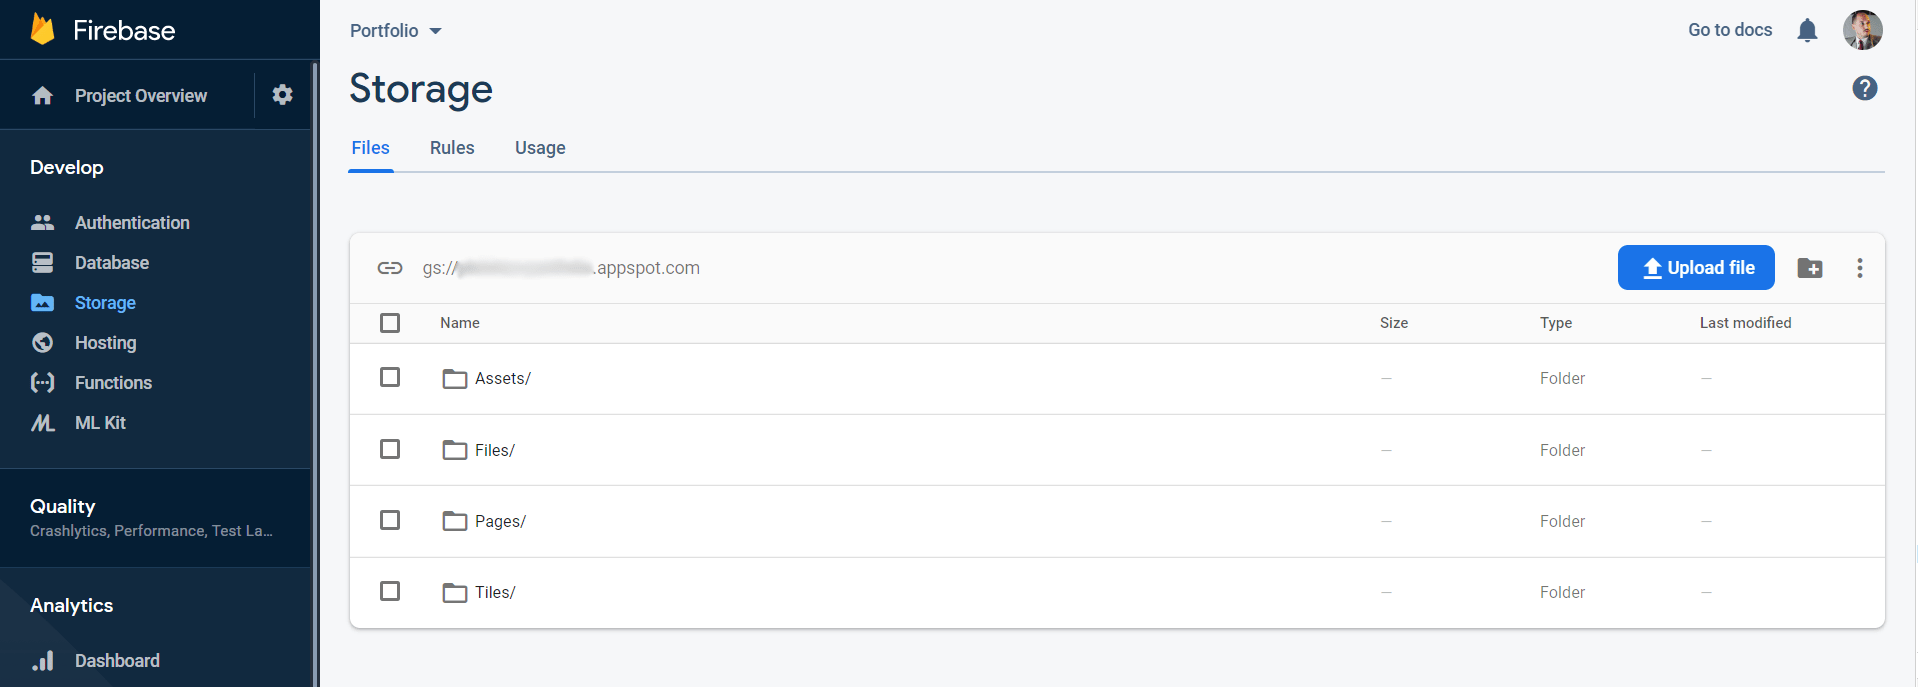 Firebase
Project Overview
Develop
Authentication
Database
Storage
Hosting
Functions
ML Kit
Quality
Crashlytics, Performance, Test La...
Analytics
Dashboard
Portfolio
Go to docs
Storage
Files Rules Usage
gs:// .appspot.com
Upload file
Name Size Type Last modified
Assets/ — Folder —
Files/ — Folder —
Pages/ — Folder —
Tiles/ — Folder —